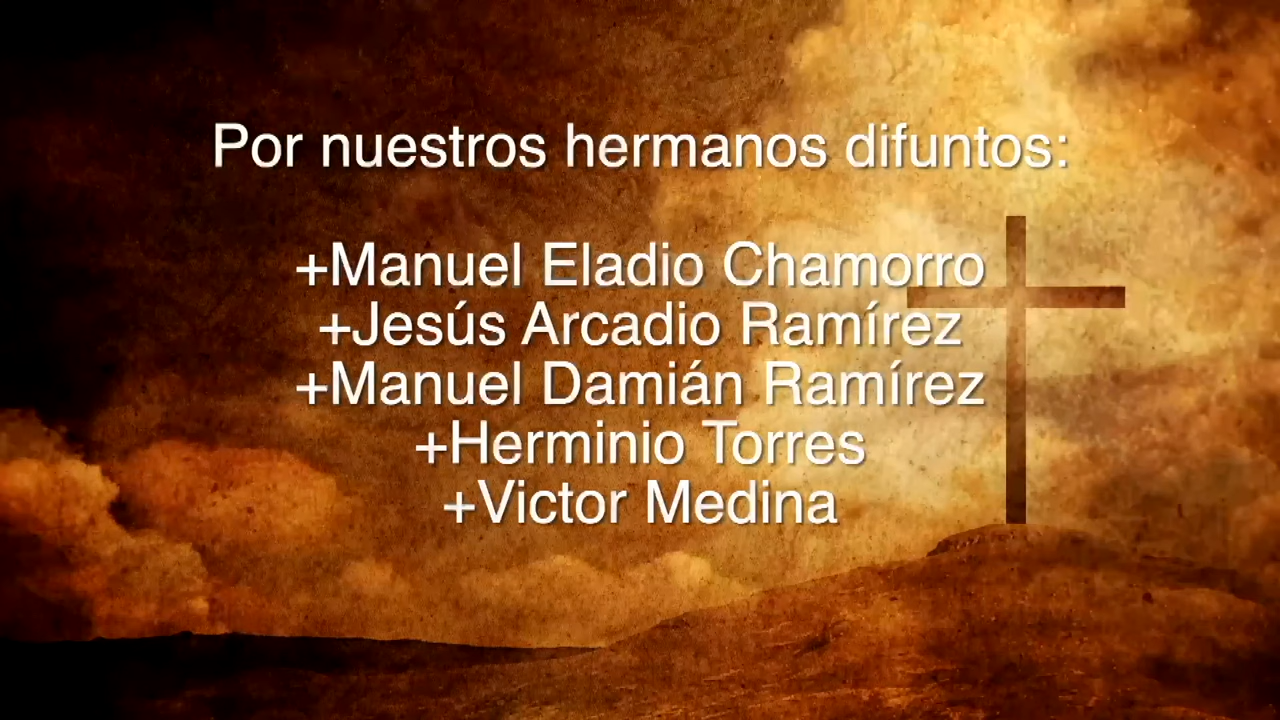 Por nuestros hermanos difuntos:
+Manuel Eladio Chamorro
+Jesús Arcadio Ramírez
+Manuel Damián Ramírez
+Herminio Torres
+Victor Medina